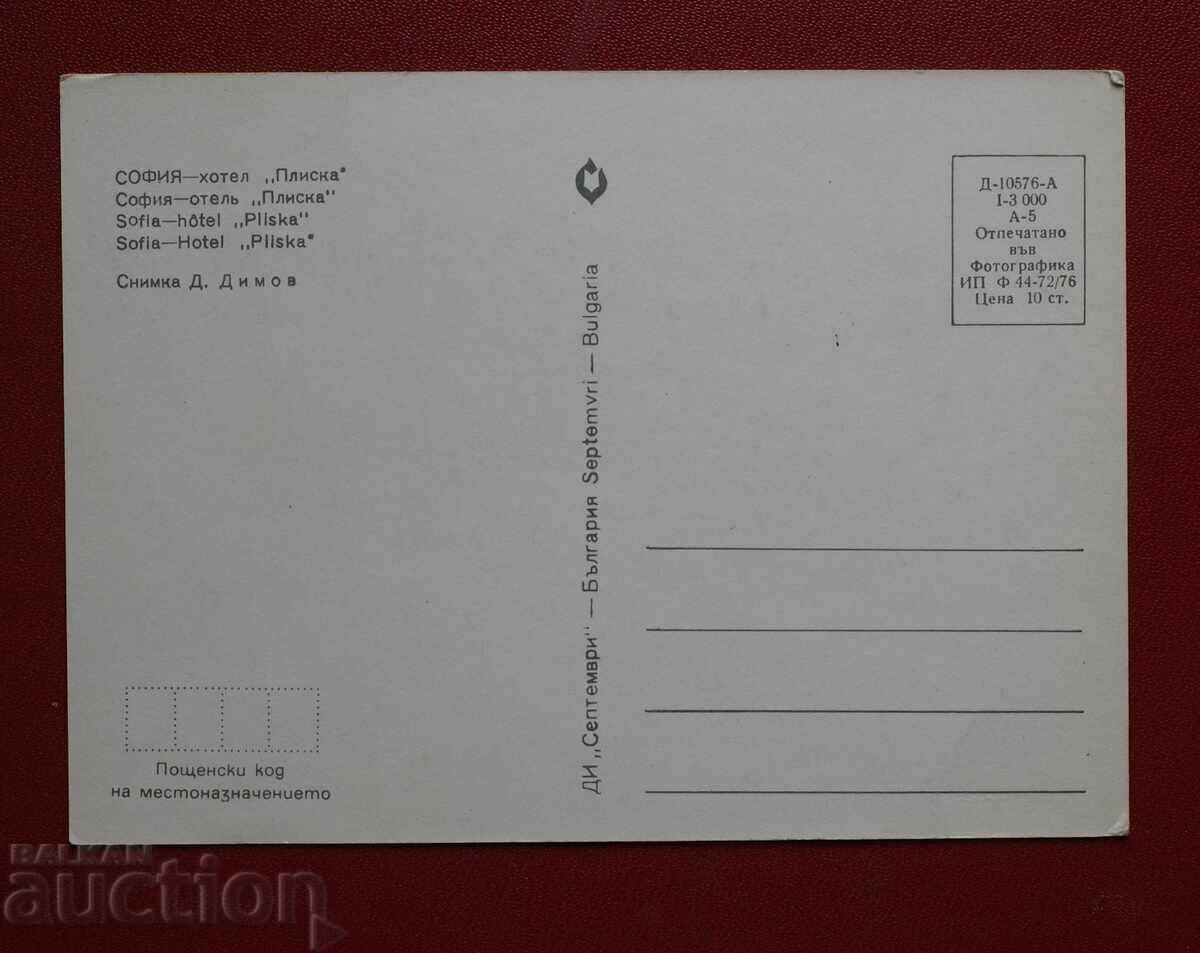 СОФИЯ—хотел „Плиска"
София—отель „Плиска"
Sofia—hôtel „Pliska"
Sofia—Hotel „Pliska"
Снимка Д. Димов
ДИ „Септември" — България Septemvri — Bulgaria
Д-10576-А
I-3 000
А-5
Отпечатано
във
Фотографика
ИП Ф 44-72/76
Цена 10 ст.
Пощенски код
на местоназначението
BALKAN
auction